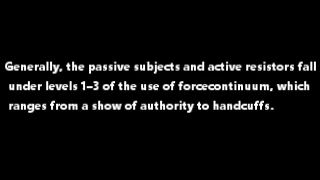 Generally, the passive subjects and active resistors fall
under levels 1–3 of the use of forcecontinuum, which
ranges from a show of authority to handcuffs.